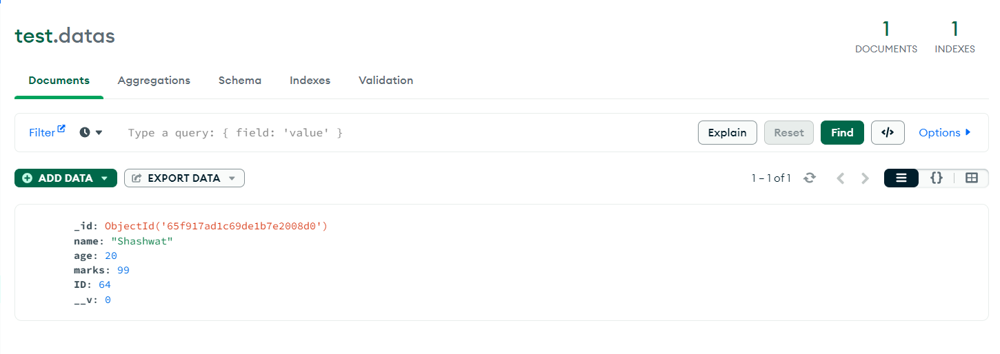 test.datas
1
DOCUMENTS
1
INDEXES
Documents Aggregations Schema Indexes Validation
Filter Type a query: { field: 'value' } Explain Reset Find </> Options
ADD DATA EXPORT DATA 1 – 1 of 1 {}
_id: ObjectId('65f917ad1c69de1b7e2008d0')
name: "Shashwat"
age: 20
marks: 99
ID: 64
__v: 0